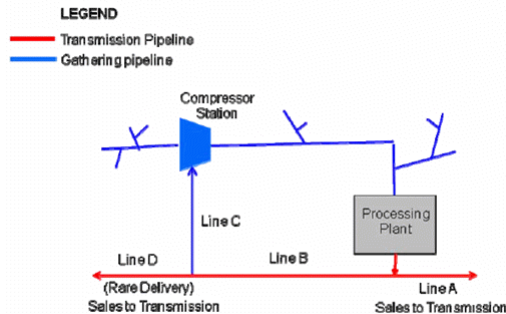 LEGEND
Transmission Pipeline
Gathering pipeline
Compressor
Station
Processing
Plant
Line C
Line D
Line B
(Rare Delivery)
Line A
Sales to Transmission
Sales to Transmission